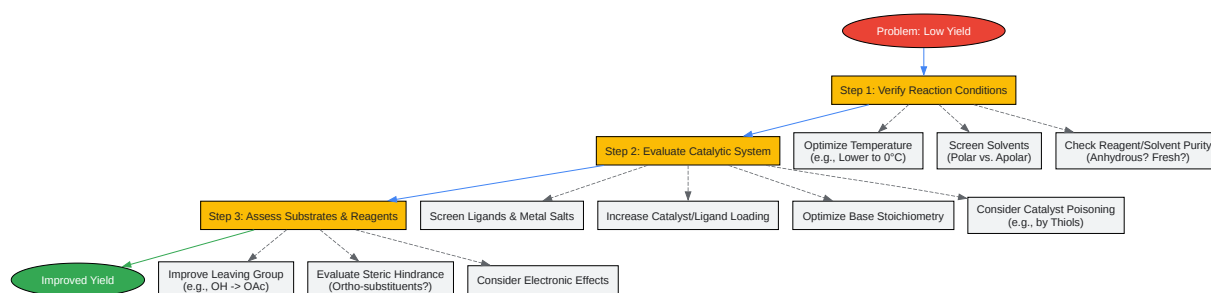 Problem: Low Yield
Step 1: Verify Reaction Conditions
Optimize Temperature
(e.g., Lower to 0°C)
Screen Solvents
(Polar vs. Apolar)
Check Reagent/Solvent Purity
(Anhydrous? Fresh?)
Step 2: Evaluate Catalytic System
Screen Ligands & Metal Salts
Increase Catalyst/Ligand Loading
Optimize Base Stoichiometry
Consider Catalyst Poisoning
(e.g., by Thiols)
Step 3: Assess Substrates & Reagents
Improved Yield
Improve Leaving Group
(e.g., OH -> OAc)
Evaluate Steric Hindrance
(Ortho-substituents?)
Consider Electronic Effects